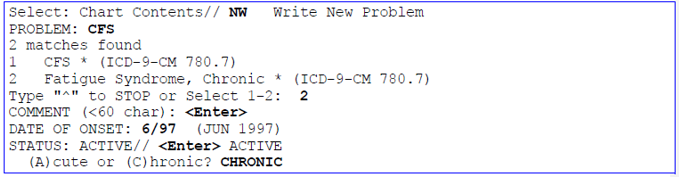 Select: Chart Contents// NW   Write New Problem
PROBLEM: CFS
2 matches found
1   CFS * (ICD-9-CM 780.7)
2   Fatigue Syndrome, Chronic * (ICD-9-CM 780.7)
Type "^" to STOP or Select 1-2:  2
COMMENT (<60 char): <Enter>
DATE OF ONSET: 6/97  (JUN 1997)
STATUS: ACTIVE// <Enter> ACTIVE
  (A)cute or (C)hronic? CHRONIC